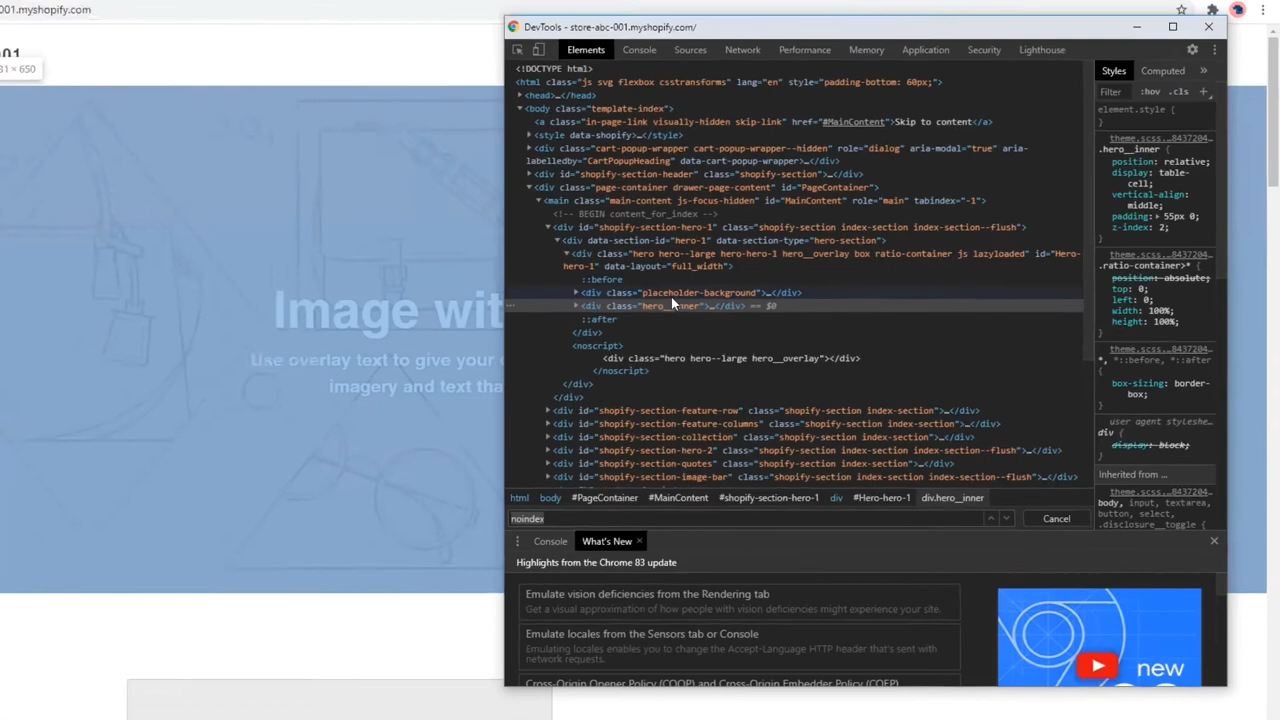 001.myshopify.com
001
31 × 650
Image wit
Use overlay text to give your
imagery and text tha
DevTools - store-abc-001.myshopify.com/
Elements Console Sources Network Performance Memory Application Security Lighthouse
<!DOCTYPE html>
<html class="js svg flexbox csstransforms" lang="en" style="padding-bottom: 60px;">
<head>…</head>
<body class="template-index">
<a class="in-page-link visually-hidden skip-link" href="#MainContent">Skip to content</a>
<style data-shopify>…</style>
<div class="cart-popup-wrapper cart-popup-wrapper--hidden" role="dialog" aria-modal="true" aria-
labelledby="CartPopupHeading" data-cart-popup-wrapper>…</div>
<div id="shopify-section-header" class="shopify-section">…</div>
<div class="page-container drawer-page-content" id="PageContainer">
<main class="main-content js-focus-hidden" id="MainContent" role="main" tabindex="-1">
<!-- BEGIN content_for_index -->
<div id="shopify-section-hero-1" class="shopify-section index-section index-section--flush">
<div data-section-id="hero-1" data-section-type="hero-section">
<div class="hero hero--large hero-hero-1 hero__overlay box ratio-container js lazyloaded" id="Hero-
hero-1" data-layout="full_width">
::before
<div class="placeholder-background">…</div>
<div class="hero__inner">…</div> == $0
::after
</div>
<noscript>
<div class="hero hero--large hero__overlay"></div>
</noscript>
</div>
</div>
<div id="shopify-section-feature-row" class="shopify-section index-section">…</div>
<div id="shopify-section-feature-columns" class="shopify-section index-section">…</div>
<div id="shopify-section-collection" class="shopify-section index-section">…</div>
<div id="shopify-section-hero-2" class="shopify-section index-section index-section--flush">…</div>
<div id="shopify-section-quotes" class="shopify-section index-section">…</div>
<div id="shopify-section-image-bar" class="shopify-section index-section index-section--flush">…</div>
html body #PageContainer #MainContent #shopify-section-hero-1 div #Hero-hero-1 div.hero__inner
noindex
Cancel
Styles Computed »
Filter :hov .cls +
element.style {
}
theme.scss.…8437204…
.hero__inner {
position: relative;
display: table-
cell;
vertical-align:
middle;
padding: 55px 0;
z-index: 2;
}
theme.scss.…8437204…
.ratio-container>* {
position: absolute;
top: 0;
left: 0;
width: 100%;
height: 100%;
}
theme.scss.…8437204…
*, *::before, *::after
{
box-sizing: border-
box;
}
user agent styleshe…
div {
display: block;
}
Inherited from …
theme.scss.…8437204…
body, input, textarea,
button, select,
.disclosure__toggle {
Console What's New ×
Highlights from the Chrome 83 update
Emulate vision deficiencies from the Rendering tab
Get a visual approximation of how people with vision deficiencies might experience your site.
Emulate locales from the Sensors tab or Console
Emulating locales enables you to change the Accept-Language HTTP header that's sent with
network requests.
Cross-Origin Opener Policy (COOP) and Cross-Origin Embedder Policy (COEP)
new